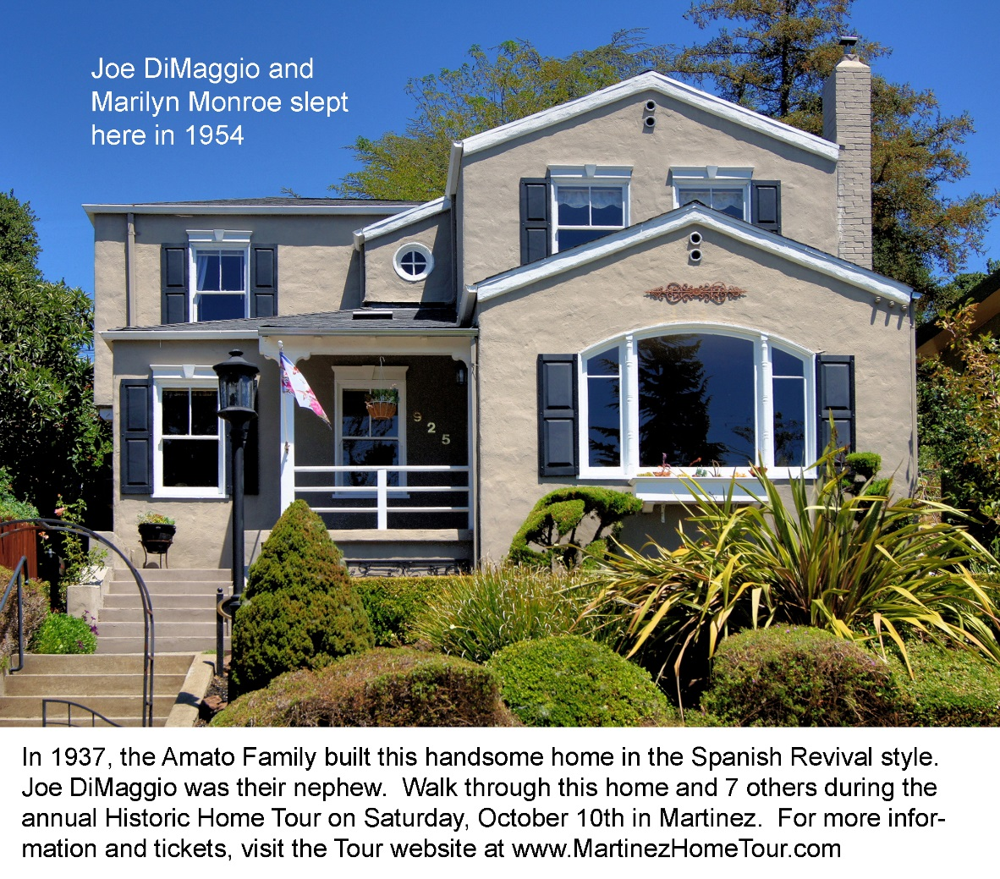 Joe DiMaggio and
Marilyn Monroe slept
here in 1954
925
In 1937, the Amato Family built this handsome home in the Spanish Revival style.
Joe DiMaggio was their nephew.  Walk through this home and 7 others during the
annual Historic Home Tour on Saturday, October 10th in Martinez.  For more infor-
mation and tickets, visit the Tour website at www.MartinezHomeTour.com